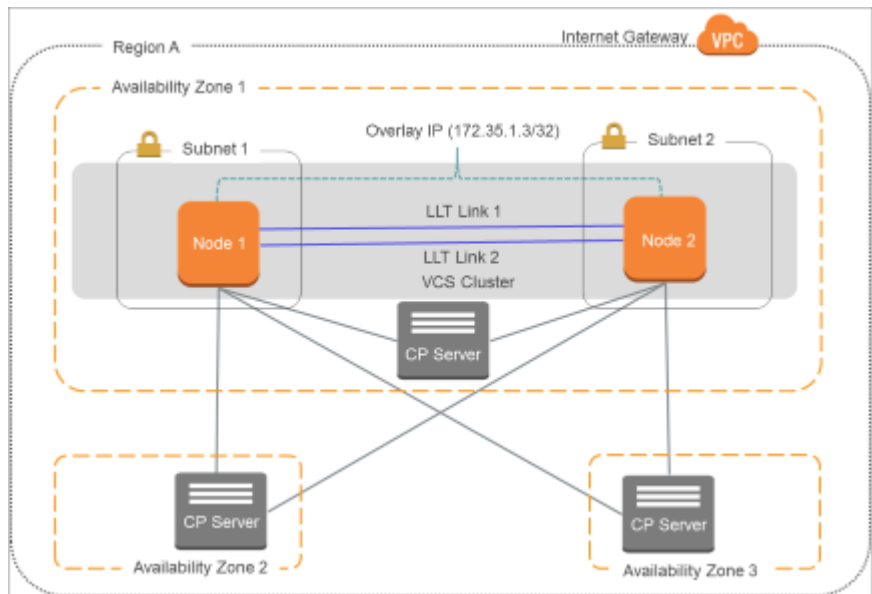 Internet Gateway
VPC
Region A
Availability Zone 1
Overlay IP (172.35.1.3/32)
Subnet 1
Subnet 2
LLT Link 1
Node 1
Node 2
LLT Link 2
VCS Cluster
CP Server
CP Server
CP Server
Availability Zone 2
Availability Zone 3